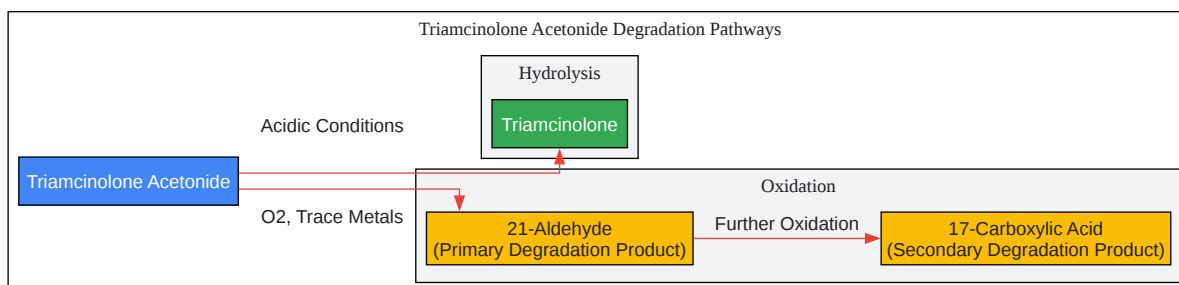 Triamcinolone Acetonide Degradation Pathways
Hydrolysis
Triamcinolone
Acidic Conditions
Triamcinolone Acetonide
O2, Trace Metals
Oxidation
21-Aldehyde
(Primary Degradation Product)
Further Oxidation
17-Carboxylic Acid
(Secondary Degradation Product)